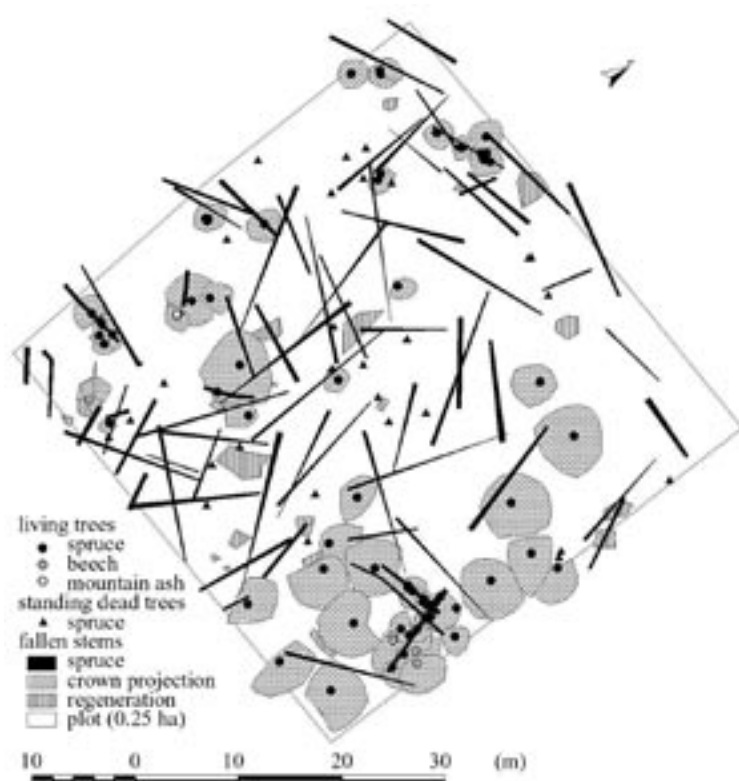 living trees
spruce
beech
mountain ash
standing dead trees
spruce
fallen stems
spruce
crown projection
regeneration
plot (0.25 ha)
10 0 10 20 30 (m)